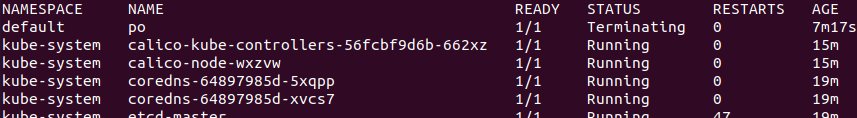 NAMESPACE NAME READY STATUS RESTARTS AGE
default po 1/1 Terminating 0 7m17s
kube-system calico-kube-controllers-56fcbf9d6b-662xz 1/1 Running 0 15m
kube-system calico-node-wxzvw 1/1 Running 0 15m
kube-system coredns-64897985d-5xqpp 1/1 Running 0 19m
kube-system coredns-64897985d-xvcs7 1/1 Running 0 19m
kube-system etcd-master 1/1 Running 47 19m